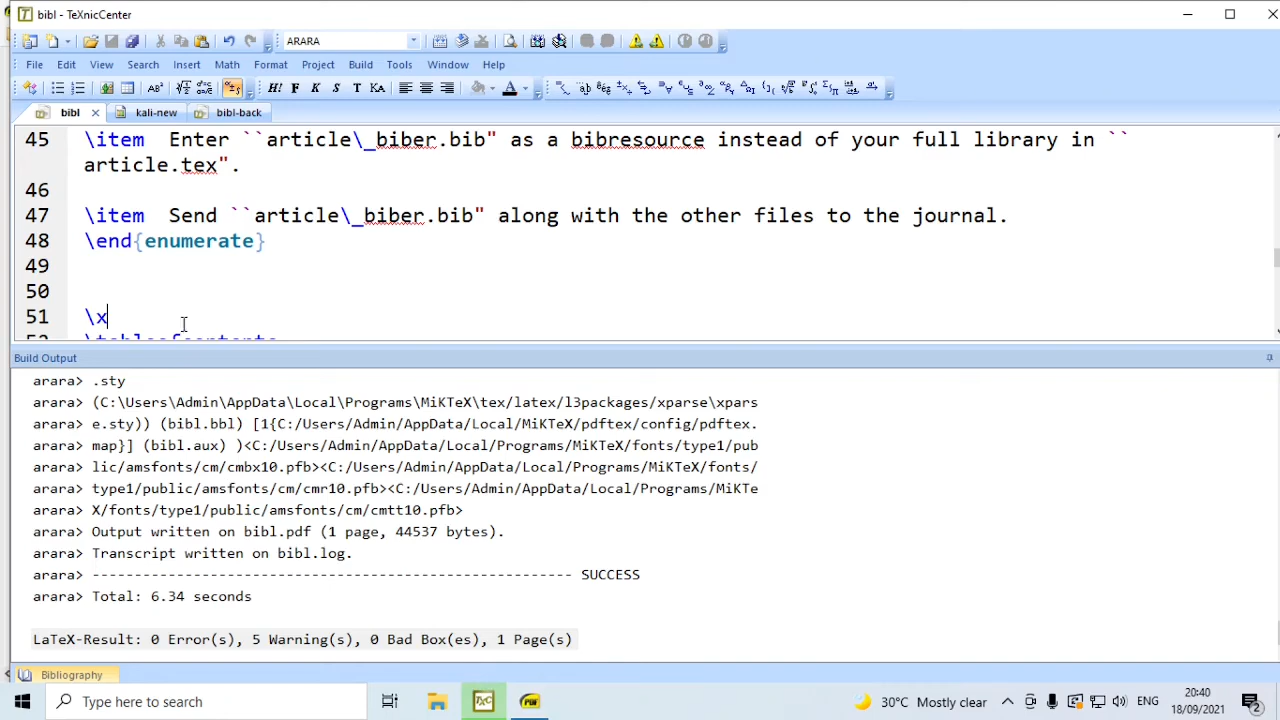 bibl - TeXnicCenter
ARARA
File Edit View Search Insert Math Format Project Build Tools Window Help
bibl kali-new bibl-back
45 \item  Enter ``article\_biber.bib" as a bibresource instead of your full library in ``
article.tex".
46
47 \item  Send ``article\_biber.bib" along with the other files to the journal.
48 \end{enumerate}
49
50
51 \x
52 \tableofcontents
Build Output
arara> .sty
arara> (C:\Users\Admin\AppData\Local\Programs\MiKTeX\tex/latex/l3packages/xparse\xpars
arara> e.sty)) (bibl.bbl) [1{C:/Users/Admin/AppData/Local/MiKTeX/pdftex/config/pdftex.
arara> map}] (bibl.aux) )<C:/Users/Admin/AppData/Local/Programs/MiKTeX/fonts/type1/pub
arara> lic/amsfonts/cm/cmbx10.pfb><C:/Users/Admin/AppData/Local/Programs/MiKTeX/fonts/
arara> type1/public/amsfonts/cm/cmr10.pfb><C:/Users/Admin/AppData/Local/Programs/MiKTe
arara> X/fonts/type1/public/amsfonts/cm/cmtt10.pfb>
arara> Output written on bibl.pdf (1 page, 44537 bytes).
arara> Transcript written on bibl.log.
arara> --------------------------------------------------------- SUCCESS
arara> Total: 6.34 seconds
LaTeX-Result: 0 Error(s), 5 Warning(s), 0 Bad Box(es), 1 Page(s)
Bibliography
Type here to search
30°C Mostly clear
ENG
20:40
18/09/2021
2